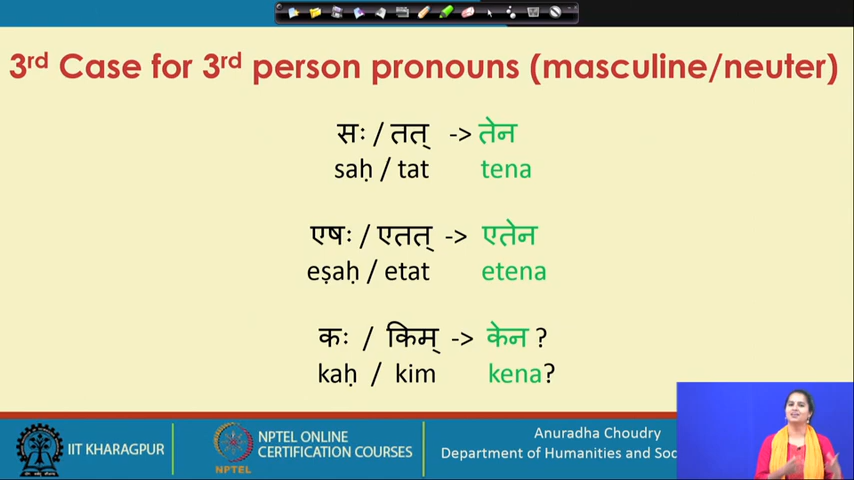 3rd Case for 3rd person pronouns (masculine/neuter)
सः / तत् -> तेन
saḥ / tat tena
एषः / एतत् -> एतेन
eṣaḥ / etat etena
कः / किम् -> केन ?
kaḥ / kim kena?
IIT KHARAGPUR
NPTEL
NPTEL ONLINE
CERTIFICATION COURSES
Anuradha Choudry
Department of Humanities and